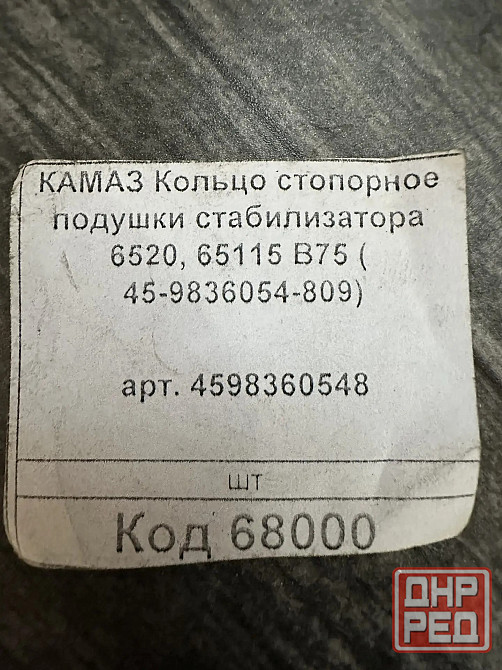 КАМАЗ Кольцо стопорное
подушки стабилизатора
6520, 65115 В75 (
45-9836054-809)
арт. 4598360548
шт
Код 68000
ДНР
РЕД